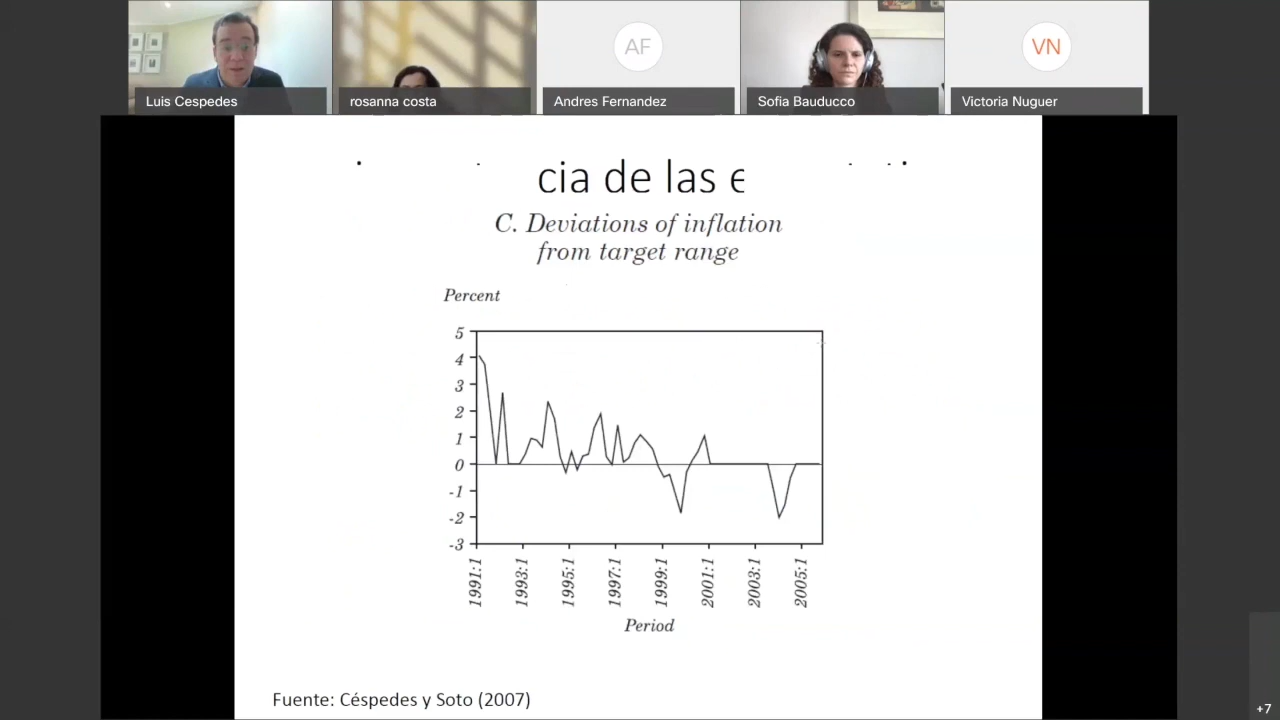 AF
VN
Luis Cespedes
rosanna costa
Andres Fernandez
Sofia Bauducco
Victoria Nuguer
cia de las e
C. Deviations of inflation
from target range
Percent
5
4
3
2
1
0
-1
-2
-3
1991:1
1993:1
1995:1
1997:1
1999:1
2001:1
2003:1
2005:1
Period
Fuente: Céspedes y Soto (2007)
+7